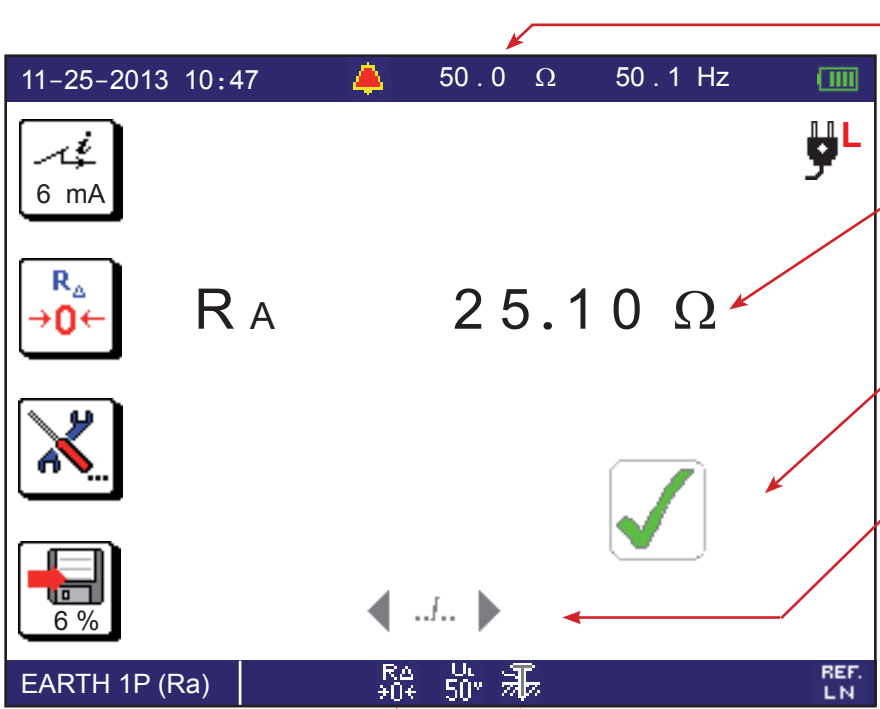 11-25-2013 10:47 50.0 Ω 50.1 Hz
L
i
6 mA
RΔ
→0←
RA 25.10 Ω
...
6 %
../..
EARTH 1P (Ra)
RΔ
→0←
UL
50V
REF.
LN